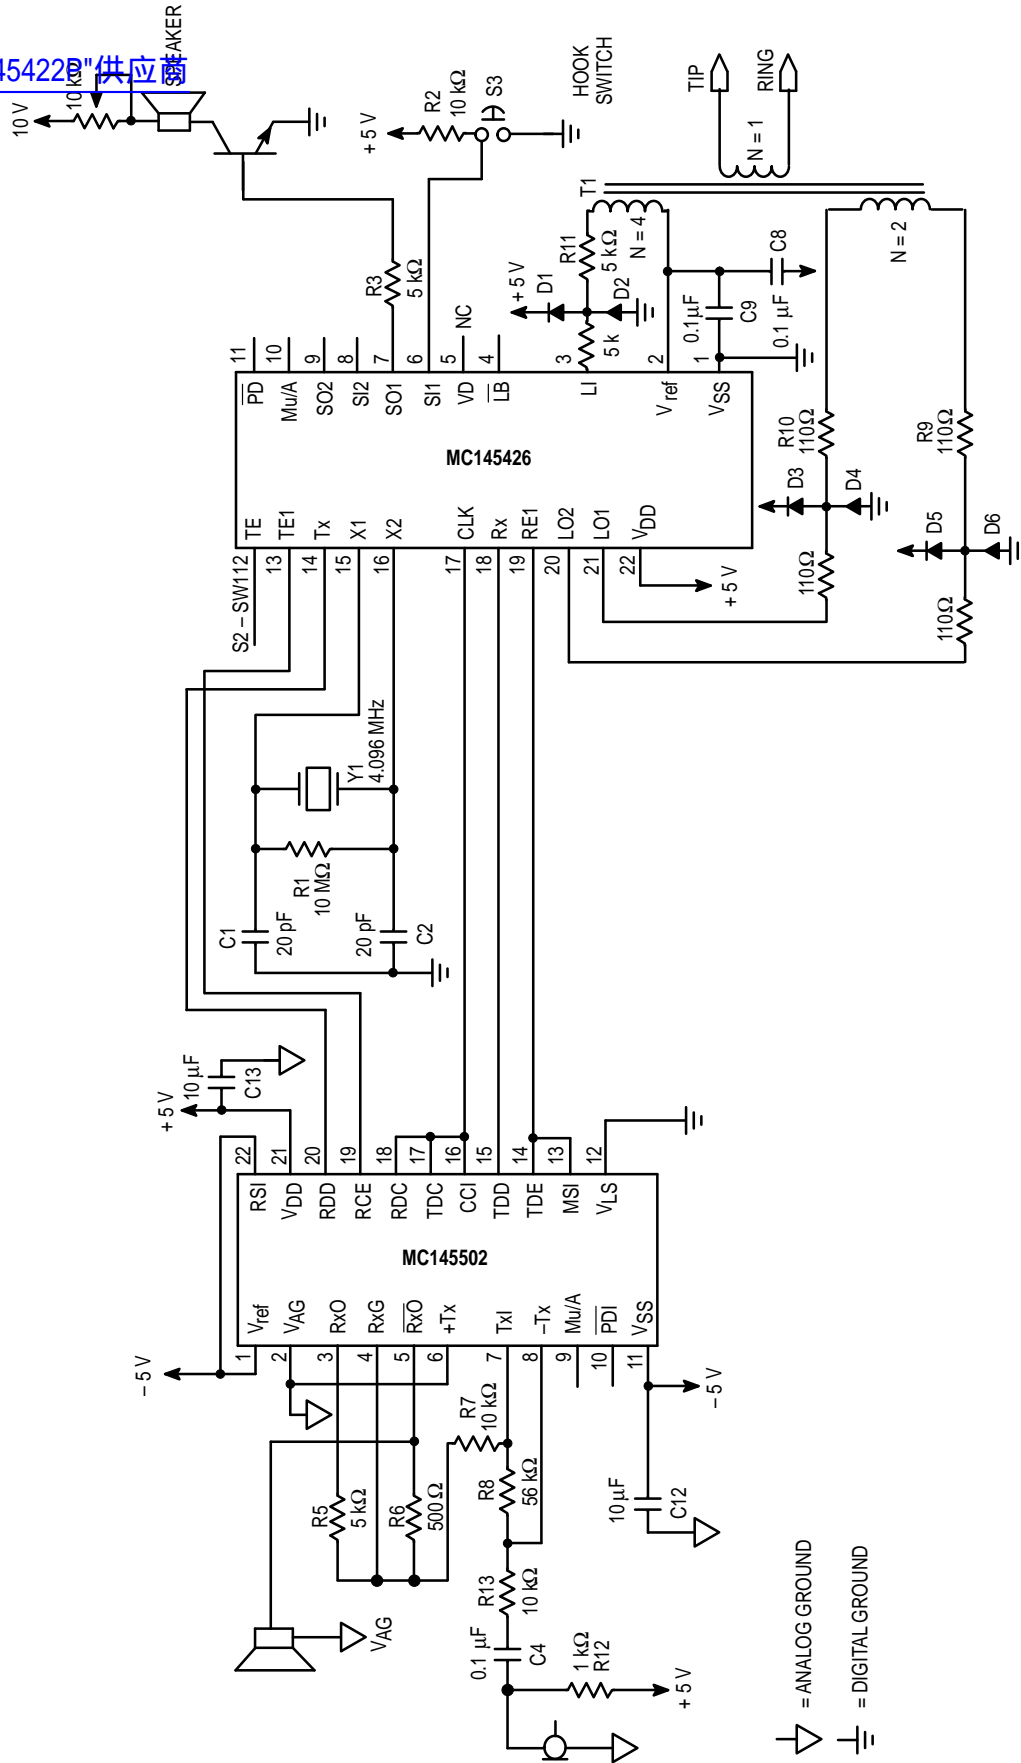 45422P"供应商
10 V
10 kΩ
SPEAKER
+ 5 V
R2
10 kΩ
S3
HOOK
SWITCH
R3
5 kΩ
TIP
RING
N = 1
T1
R11
5 kΩ
N = 4
+ 5 V
D1
D2
5 k
0.1 μF
C9
0.1 μF
C8
N = 2
NC
11
10
9
8
7
6
5
4
3
2
1
PD
Mu/A
SO2
SI2
SO1
SI1
VD
LB
LI
Vref
VSS
MC145426
TE
TE1
Tx
X1
X2
CLK
Rx
RE1
LO2
LO1
VDD
S2 – SW1
12
13
14
15
16
17
18
19
20
21
22
+ 5 V
R10
110Ω
D3
D4
110Ω
R9
110Ω
D5
D6
110Ω
Y1
4.096 MHz
R1
10 MΩ
C1
20 pF
20 pF
C2
+ 5 V
10 μF
C13
22
21
20
19
18
17
16
15
14
13
12
RSI
VDD
RDD
RCE
RDC
TDC
CCI
TDD
TDE
MSI
VLS
MC145502
Vref
VAG
RxO
RxG
RxO
+Tx
TxI
–Tx
Mu/A
PDI
VSS
1
2
3
4
5
6
7
8
9
10
11
– 5 V
– 5 V
R7
10 kΩ
R5
5 kΩ
R6
500 Ω
R8
56 kΩ
10 μF
C12
R13
10 kΩ
VAG
0.1 μF
C4
1 kΩ
R12
+ 5 V
= ANALOG GROUND
= DIGITAL GROUND